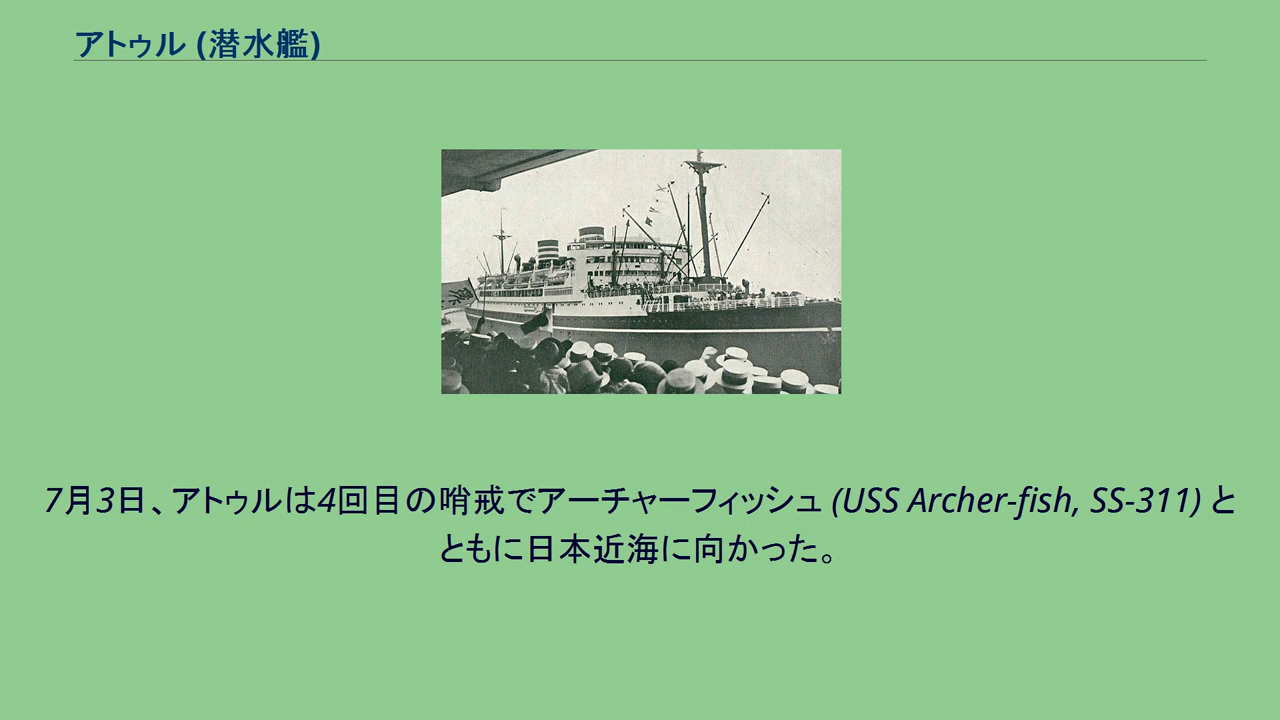 アトゥル (潜水艦)
7月3日、アトゥルは4回目の哨戒でアーチャーフィッシュ (USS Archer-fish, SS-311) と
ともに日本近海に向かった。